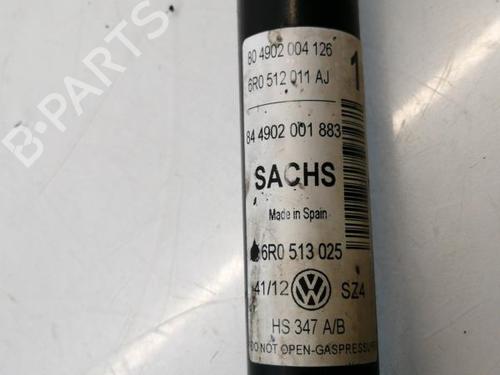 80 4902 004 126
6R0 512 011 AJ
1
84 4902 001 883
SACHS
Made in Spain
6R0 513 025
41/12
SZ4
HS 347 A/B
DO NOT OPEN-GASPRESSURE